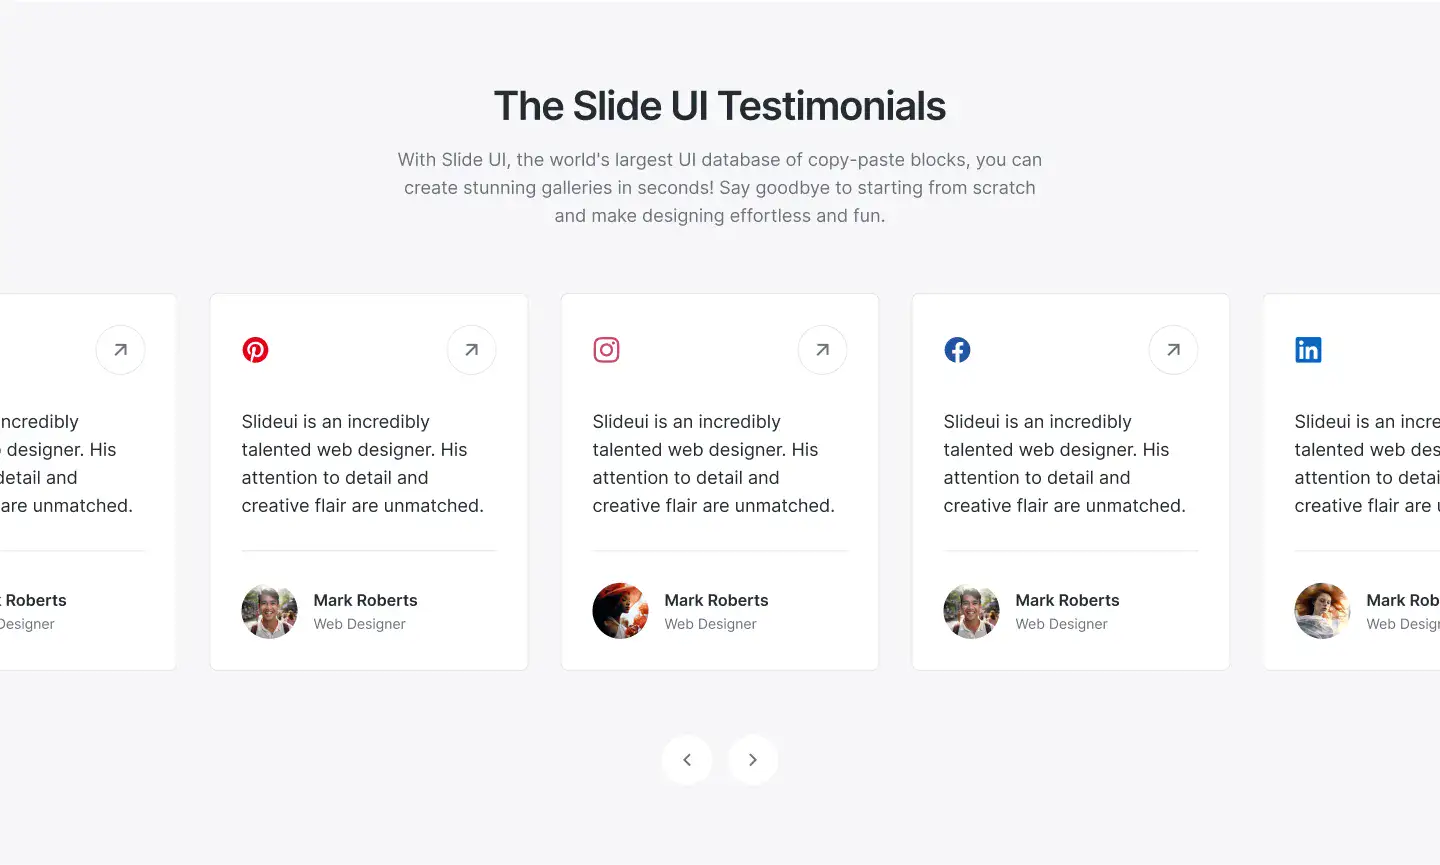 The Slide UI Testimonials
With Slide UI, the world's largest UI database of copy-paste blocks, you can
create stunning galleries in seconds! Say goodbye to starting from scratch
and make designing effortless and fun.
designer. His
detail and
are unmatched.
Roberts
Designer
Slideui is an incredibly
talented web designer. His
attention to detail and
creative flair are unmatched.
Mark Roberts
Web Designer
Slideui is an incredibly
talented web designer. His
attention to detail and
creative flair are unmatched.
Mark Roberts
Web Designer
Slideui is an incredibly
talented web designer. His
attention to detail and
creative flair are unmatched.
Mark Roberts
Web Designer
in
Slideui is an
talented web
attention to
creative flair are
Mark
Web